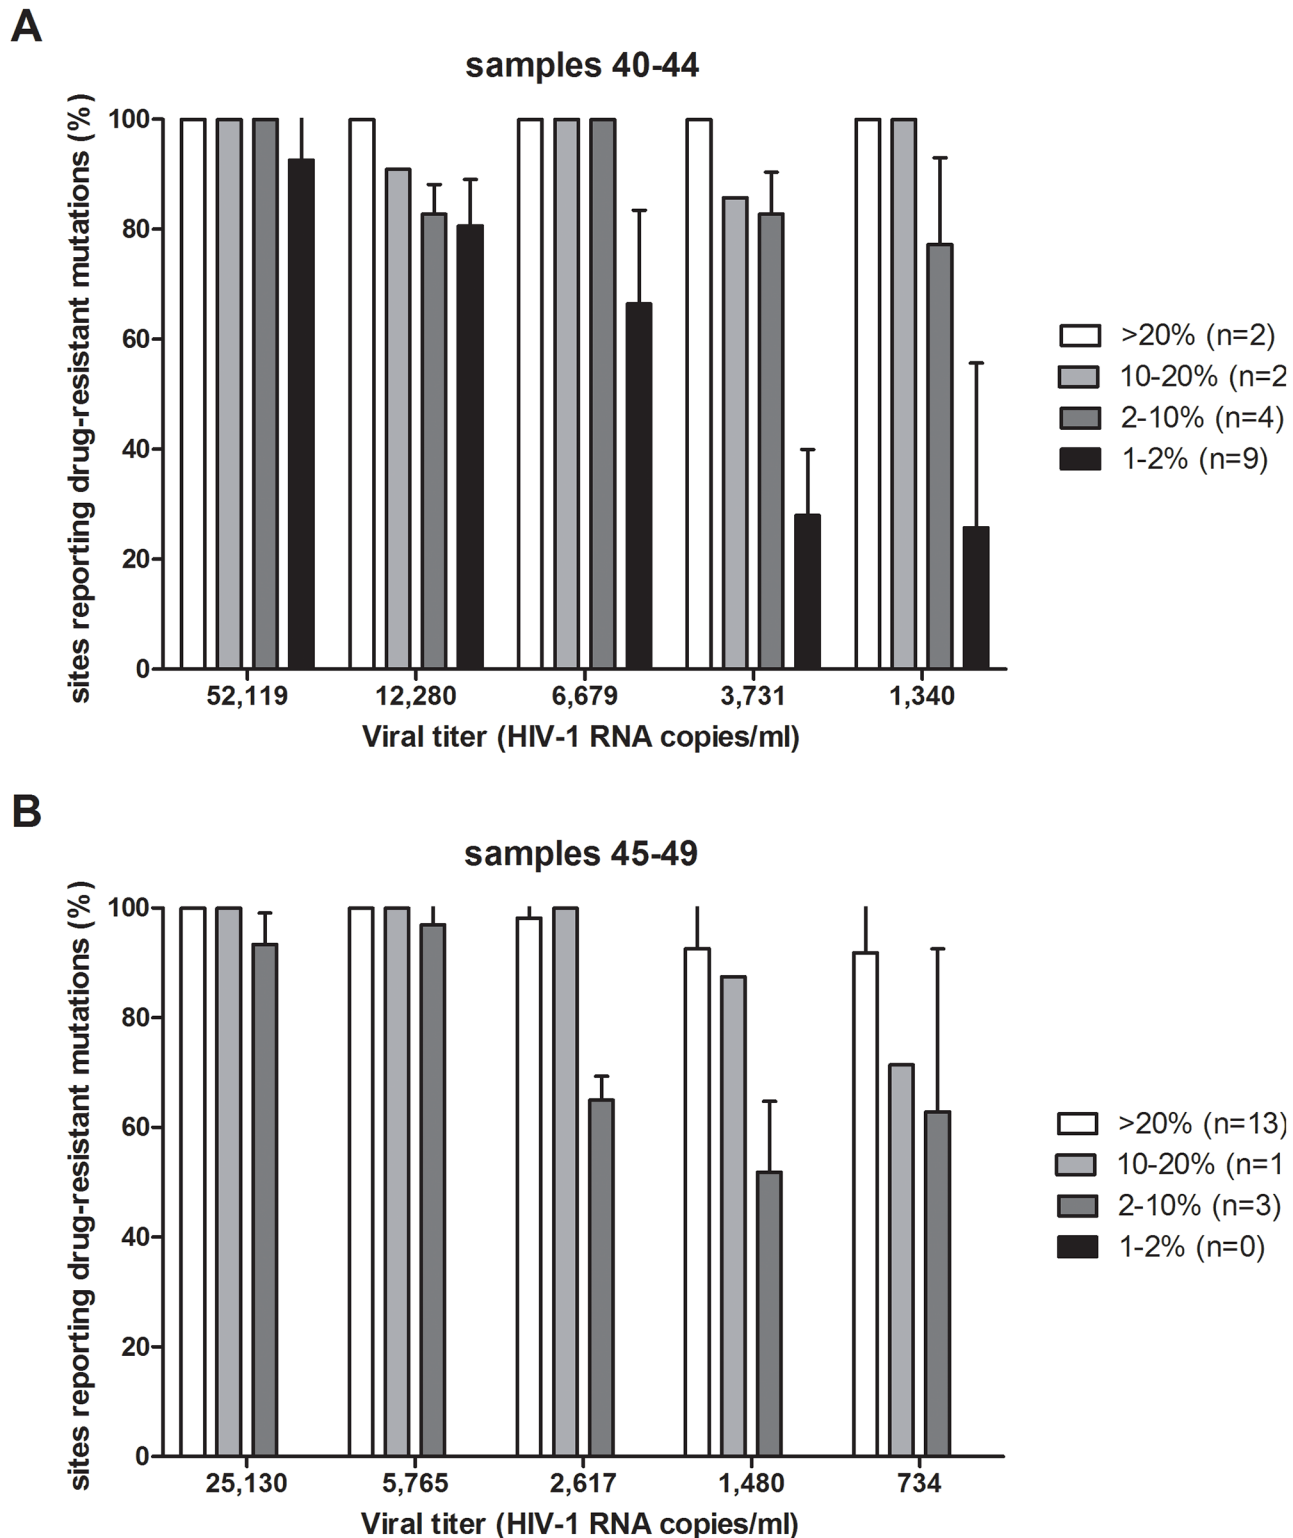 A
samples 40-44
sites reporting drug-resistant mutations (%)
100
80
60
40
20
0
52,119 12,280 6,679 3,731 1,340
Viral titer (HIV-1 RNA copies/ml)
>20% (n=2)
10-20% (n=2
2-10% (n=4)
1-2% (n=9)
B
samples 45-49
sites reporting drug-resistant mutations (%)
100
80
60
40
20
0
25,130 5,765 2,617 1,480 734
Viral titer (HIV-1 RNA copies/ml)
>20% (n=13)
10-20% (n=1
2-10% (n=3)
1-2% (n=0)